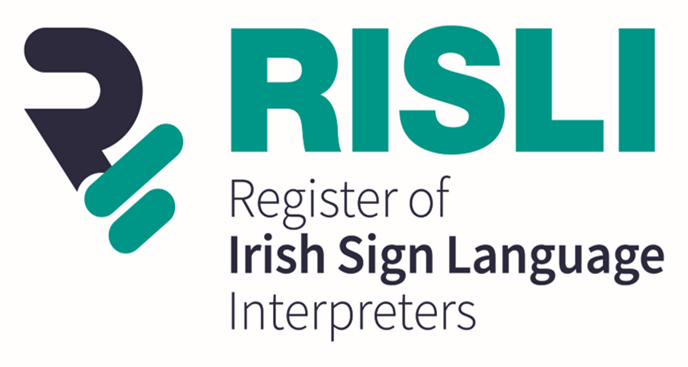 RISLI
Register of
Irish Sign Language
Interpreters